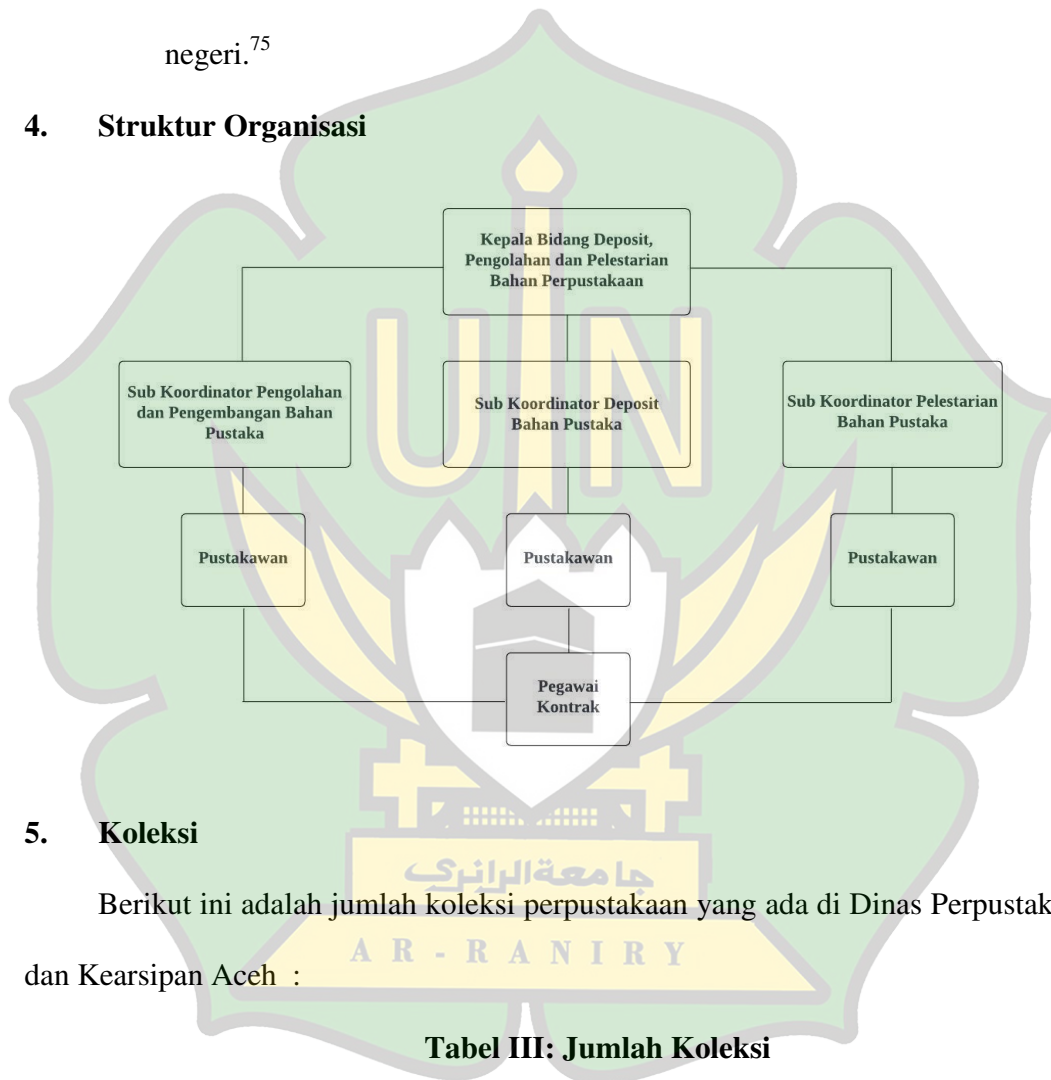 negeri.75
4. Struktur Organisasi
Kepala Bidang Deposit,
Pengolahan dan Pelestarian
Bahan Perpustakaan
Sub Koordinator Pengolahan
dan Pengembangan Bahan
Pustaka
Sub Koordinator Deposit
Bahan Pustaka
Sub Koordinator Pelestarian
Bahan Pustaka
Pustakawan
Pustakawan
Pustakawan
Pegawai
Kontrak
UIN
5. Koleksi
جامعةالرانري
Berikut ini adalah jumlah koleksi perpustakaan yang ada di Dinas Perpustak
AR-RANIRY
dan Kearsipan Aceh :
Tabel III: Jumlah Koleksi